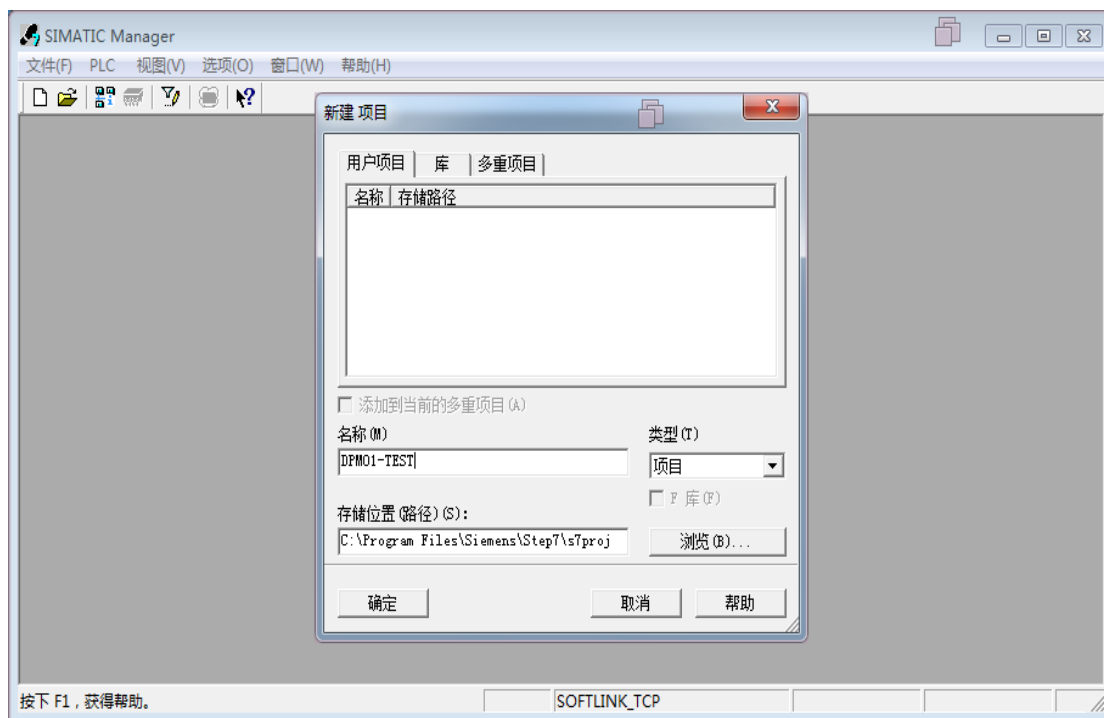 SIMATIC Manager
文件(F) PLC 视图(V) 选项(O) 窗口(W) 帮助(H)
新建 项目
用户项目 库 多重项目
名称 存储路径
添加到当前的多重项目(A)
名称(M) 类型(T)
DPM01-TEST 项目
F 库(F)
存储位置(路径)(S):
C:\Program Files\Siemens\Step7\s7proj 浏览(B)...
确定 取消 帮助
按下 F1，获得帮助。 SOFTLINK_TCP